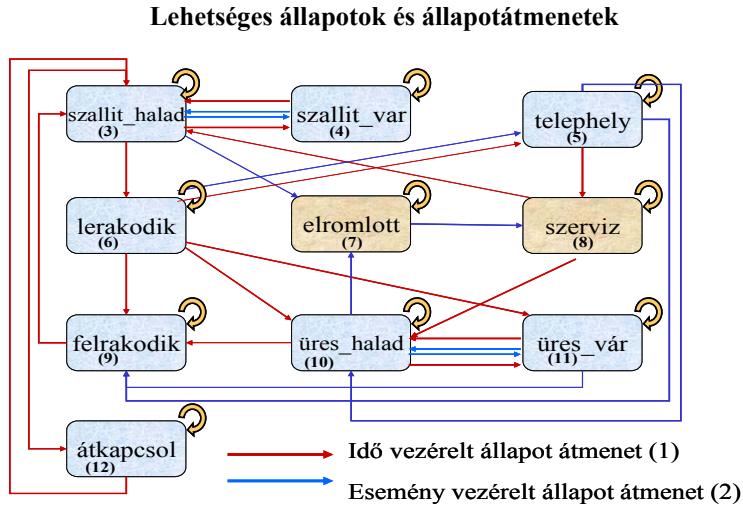 Lehetséges állapotok és állapotátmenetek
szallit_halad
(3)
szallit_var
(4)
telephely
(5)
lerakodik
(6)
elromlott
(7)
szerviz
(8)
felrakodik
(9)
üres_halad
(10)
üres_vár
(11)
átkapcsol
(12)
Idő vezérelt állapot átmenet (1)
Esemény vezérelt állapot átmenet (2)